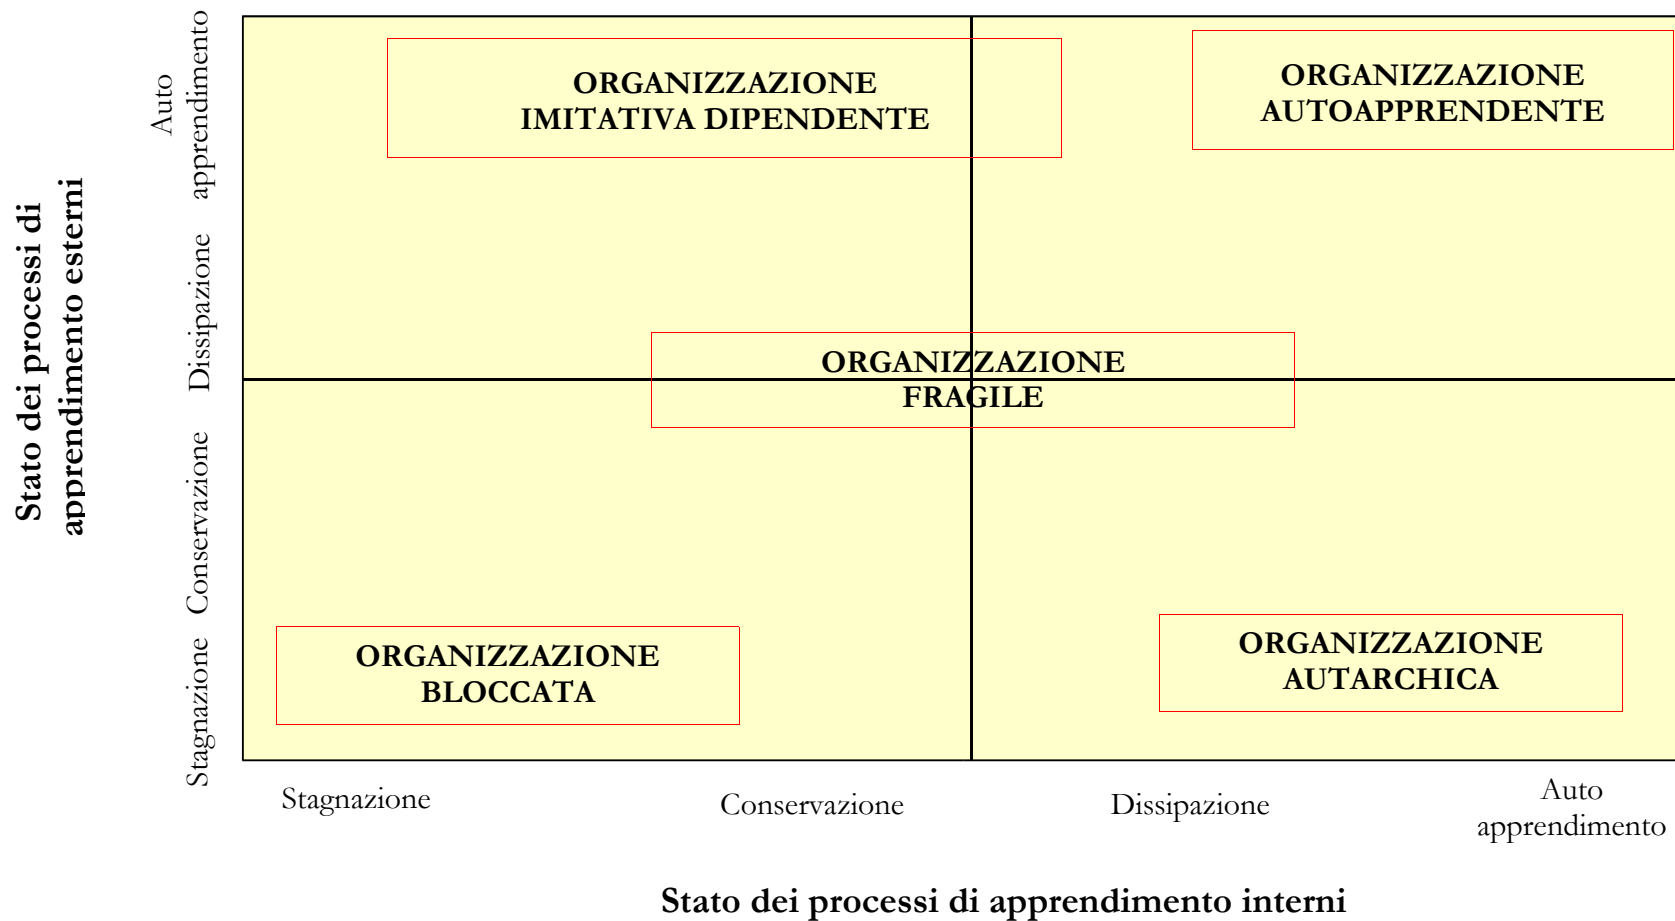 Stato dei processi di
apprendimento esterni
Auto
apprendimento
Dissipazione
Conservazione
Stagnazione
ORGANIZZAZIONE
IMITATIVA DIPENDENTE
ORGANIZZAZIONE
AUTOAPPRENDENTE
ORGANIZZAZIONE
FRAGILE
ORGANIZZAZIONE
BLOCCATA
ORGANIZZAZIONE
AUTARCHICA
Stagnazione
Conservazione
Dissipazione
Auto
apprendimento
Stato dei processi di apprendimento interni